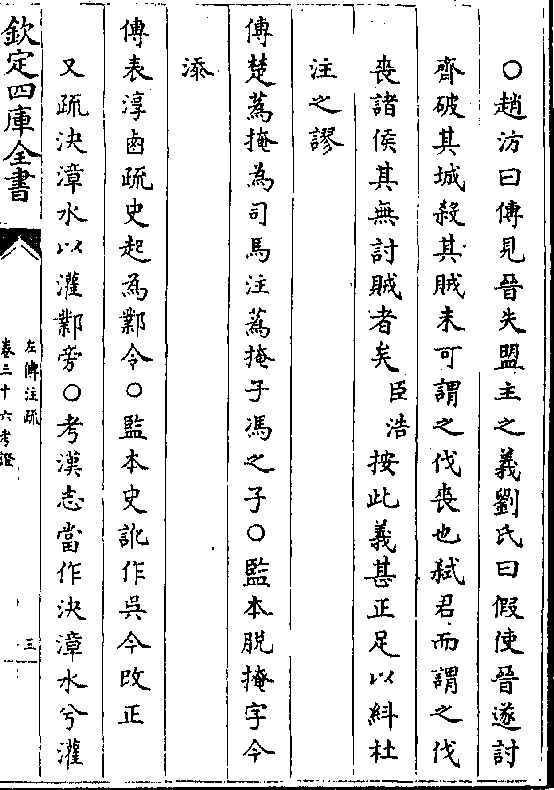 〇趙汸曰傳見晉失盟主之義劉氏曰假使晉遂討
齊破其城殺其賊未可謂之伐喪也弑君而謂之伐
喪諸侯其無討賊者矣臣浩按此義甚正足以糾杜
注之謬
傳楚蒍掩為司馬注蒍掩子馮之子〇監本脫掩字今
添
傳表淳鹵疏史起為鄴令〇監本史訛作吳今改正
又疏決漳水以灌鄴旁〇考漢志當作決漳水兮灌
欽定四庫全書
左傳注疏
卷三十六考證
三